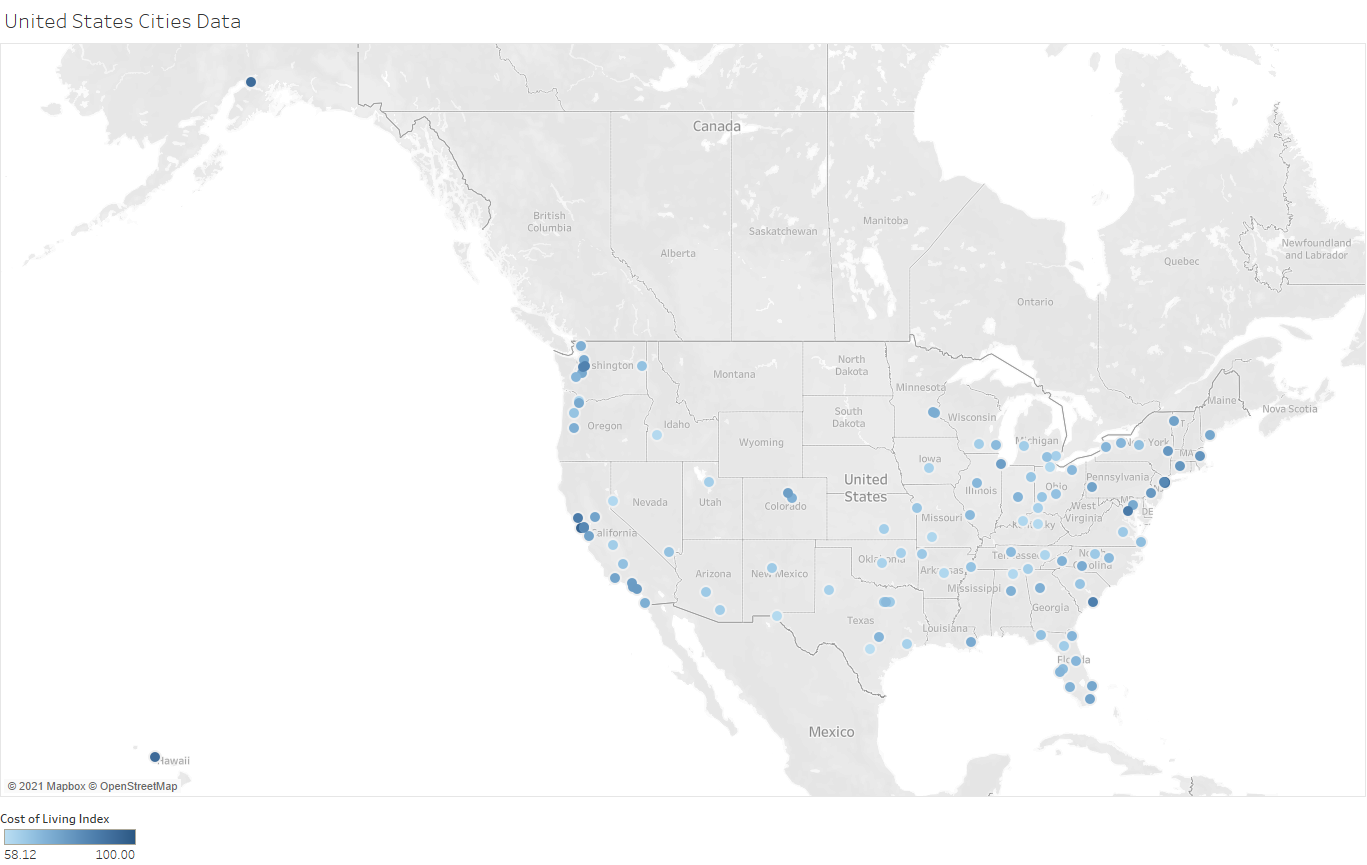 United States Cities Data
Canada
British
Columbia
Alberta
Saskatchewan
Manitoba
Ontario
Quebec
Newfoundland
and Labrador
Nova Scotia
Maine
shington
Montana
North
Dakota
Minnesota
Wisconsin
Michigan
York
MA
Oregon
Idaho
Wyoming
South
Dakota
Iowa
United
States
Illinois
Ohio
Pennsylvania
West
Virginia
MD
DE
Nevada
Utah
Colorado
California
Missouri
Kentucky
Arizona
New Mexico
Oklahoma
Arkansas
Tennessee
North
Carolina
Mississippi
Georgia
Texas
Louisiana
Florida
Mexico
Hawaii
© 2021 Mapbox © OpenStreetMap
Cost of Living Index
58.12 100.00